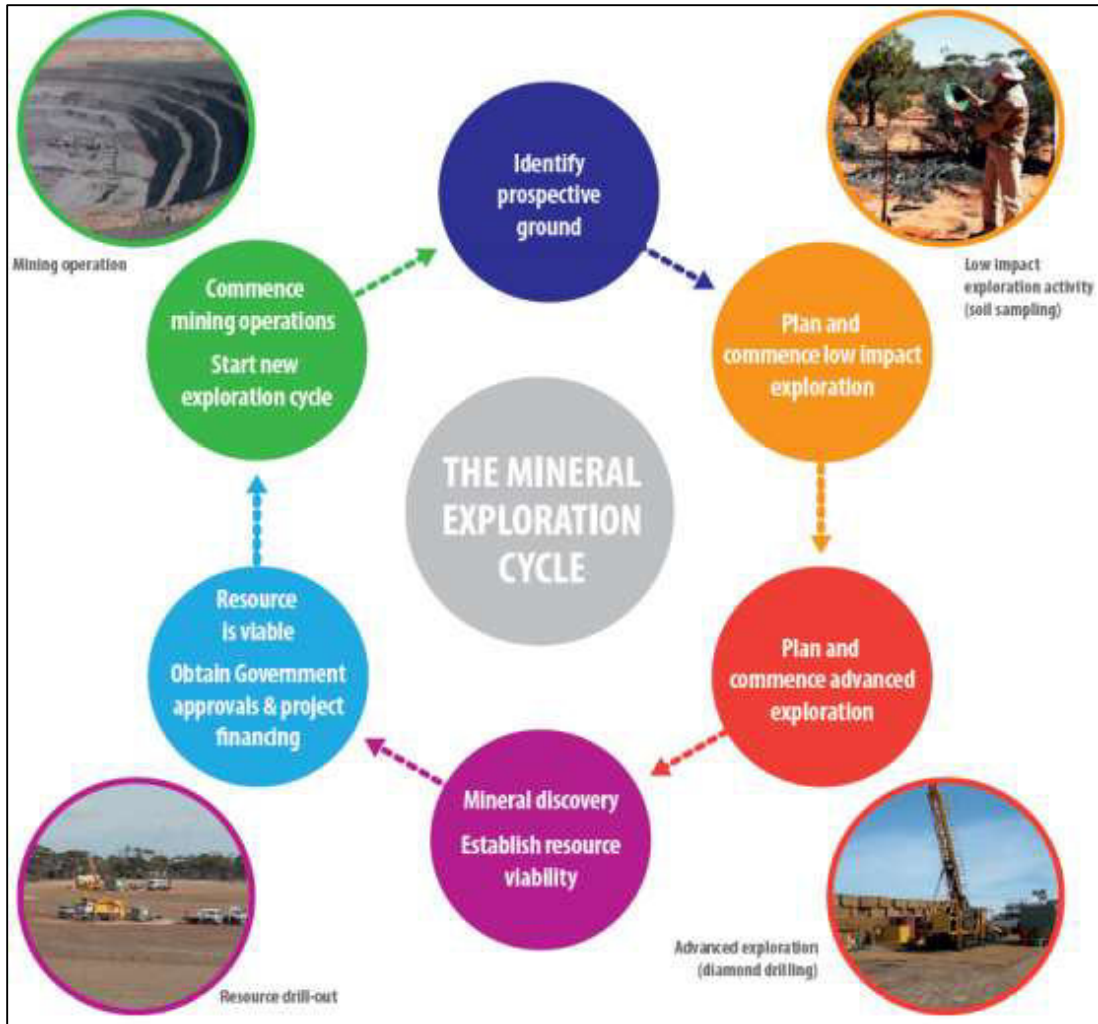 Identify
prospective
ground
Mining operation
Low impact
exploration activity
(soil sampling)
Commence
mining operations
Start new
exploration cycle
Plan and
commence low impact
exploration
THE MINERAL
EXPLORATION
CYCLE
Resource
is viable
Obtain Government
approvals & project
financing
Plan and
commence advanced
exploration
Mineral discovery
Establish resource
viability
Advanced exploration
(diamond drilling)
Resource drill-out